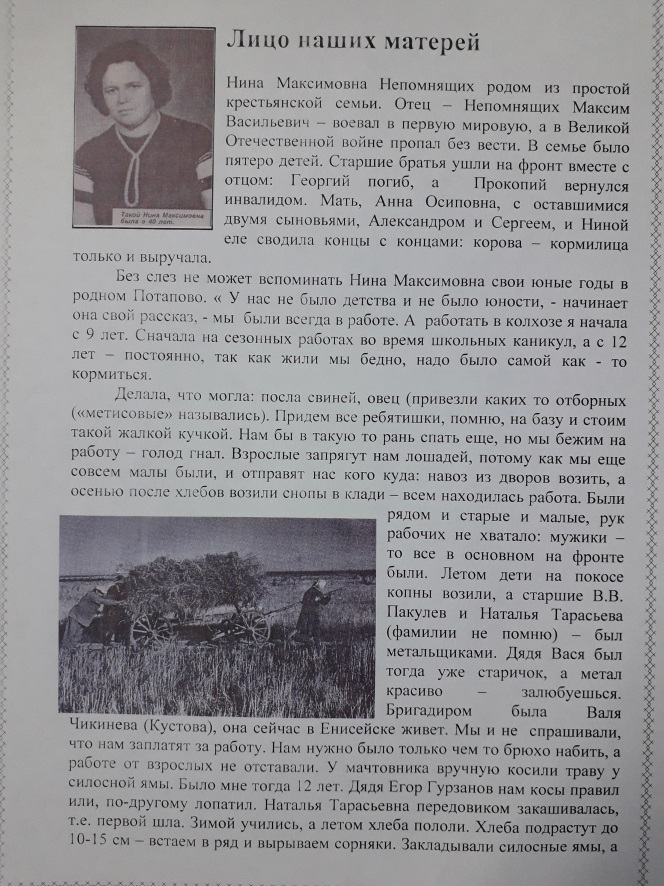 Лицо наших матерей
Нина Максимовна Непомнящих родом из простой
крестьянской семьи. Отец – Непомнящих Максим
Васильевич – воевал в первую мировую, а в Великой
Отечественной войне пропал без вести. В семье было
пятеро детей. Старшие братья ушли на фронт вместе с
отцом: Георгий погиб, а Прокопий вернулся
инвалидом. Мать, Анна Осиповна, с оставшимися
двумя сыновьями, Александром и Сергеем, и Ниной
еле сводила концы с концами: корова – кормилица
Такой Нина Максимовна
была в 40 лет.
только и выручала.
Без слез не может вспоминать Нина Максимовна свои юные годы в
родном Потапово. « У нас не было детства и не было юности, - начинает
она свой рассказ, - мы были всегда в работе. А работать в колхозе я начала
с 9 лет. Сначала на сезонных работах во время школьных каникул, а с 12
лет – постоянно, так как жили мы бедно, надо было самой как - то
кормиться.
Делала, что могла: посла свиней, овец (привезли каких то отборных
(«метисовые» назывались). Придем все ребятишки, помню, на базу и стоим
такой жалкой кучкой. Нам бы в такую то рань спать еще, но мы бежим на
работу – голод гнал. Взрослые запрягут нам лошадей, потому как мы еще
совсем малы были, и отправят нас кого куда: навоз из дворов возить, а
осенью после хлебов возили снопы в клади – всем находилась работа. Были
рядом и старые и малые, рук
рабочих не хватало: мужики –
то все в основном на фронте
были. Летом дети на покосе
копны возили, а старшие В.В.
Пакулев и Наталья Тарасьева
(фамилии не помню) – был
метальщиками. Дядя Вася был
тогда уже старичок, а метал
красиво – залюбуешься.
Бригадиром была Валя
Чикинева (Кустова), она сейчас в Енисейске живет. Мы и не спрашивали,
что нам заплатят за работу. Нам нужно было только чем то брюхо набить, а
работе от взрослых не отставали. У мачтовника вручную косили траву у
силосной ямы. Было мне тогда 12 лет. Дядя Егор Гурзанов нам косы правил
или, по-другому лопатил. Наталья Тарасьевна передовиком закашивалась,
т.е. первой шла. Зимой учились, а летом хлеба пололи. Хлеба подрастут до
10-15 см – встаем в ряд и вырываем сорняки. Закладывали силосные ямы, а